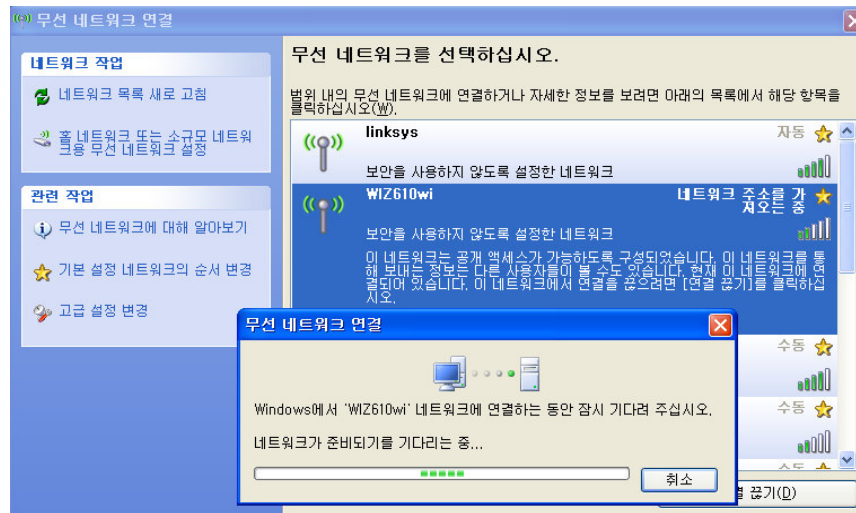 무선 네트워크 연결
네트워크 작업
네트워크 목록 새로 고침
홈 네트워크 또는 소규모 네트워
크용 무선 네트워크 설정
관련 작업
무선 네트워크에 대해 알아보기
기본 설정 네트워크의 순서 변경
고급 설정 변경
무선 네트워크를 선택하십시오.
범위 내의 무선 네트워크에 연결하거나 자세한 정보를 보려면 아래의 목록에서 해당 항목을
클릭하십시오(W).
linksys
자동
보안을 사용하지 않도록 설정한 네트워크
WIZ610wi
네트워크 주소를 가
져오는 중
보안을 사용하지 않도록 설정한 네트워크
이 네트워크는 공개 액세스가 가능하도록 구성되었습니다. 이 네트워크를 통
해 보내는 정보는 다른 사용자들이 볼 수도 있습니다. 현재 이 네트워크에 연
결되어 있습니다. 이 네트워크에서 연결을 끊으려면 [연결 끊기]를 클릭하십
시오.
수동
수동
무선 네트워크 연결
Windows에서 'WIZ610wi' 네트워크에 연결하는 동안 잠시 기다려 주십시오.
네트워크가 준비되기를 기다리는 중...
취소
끊기(D)